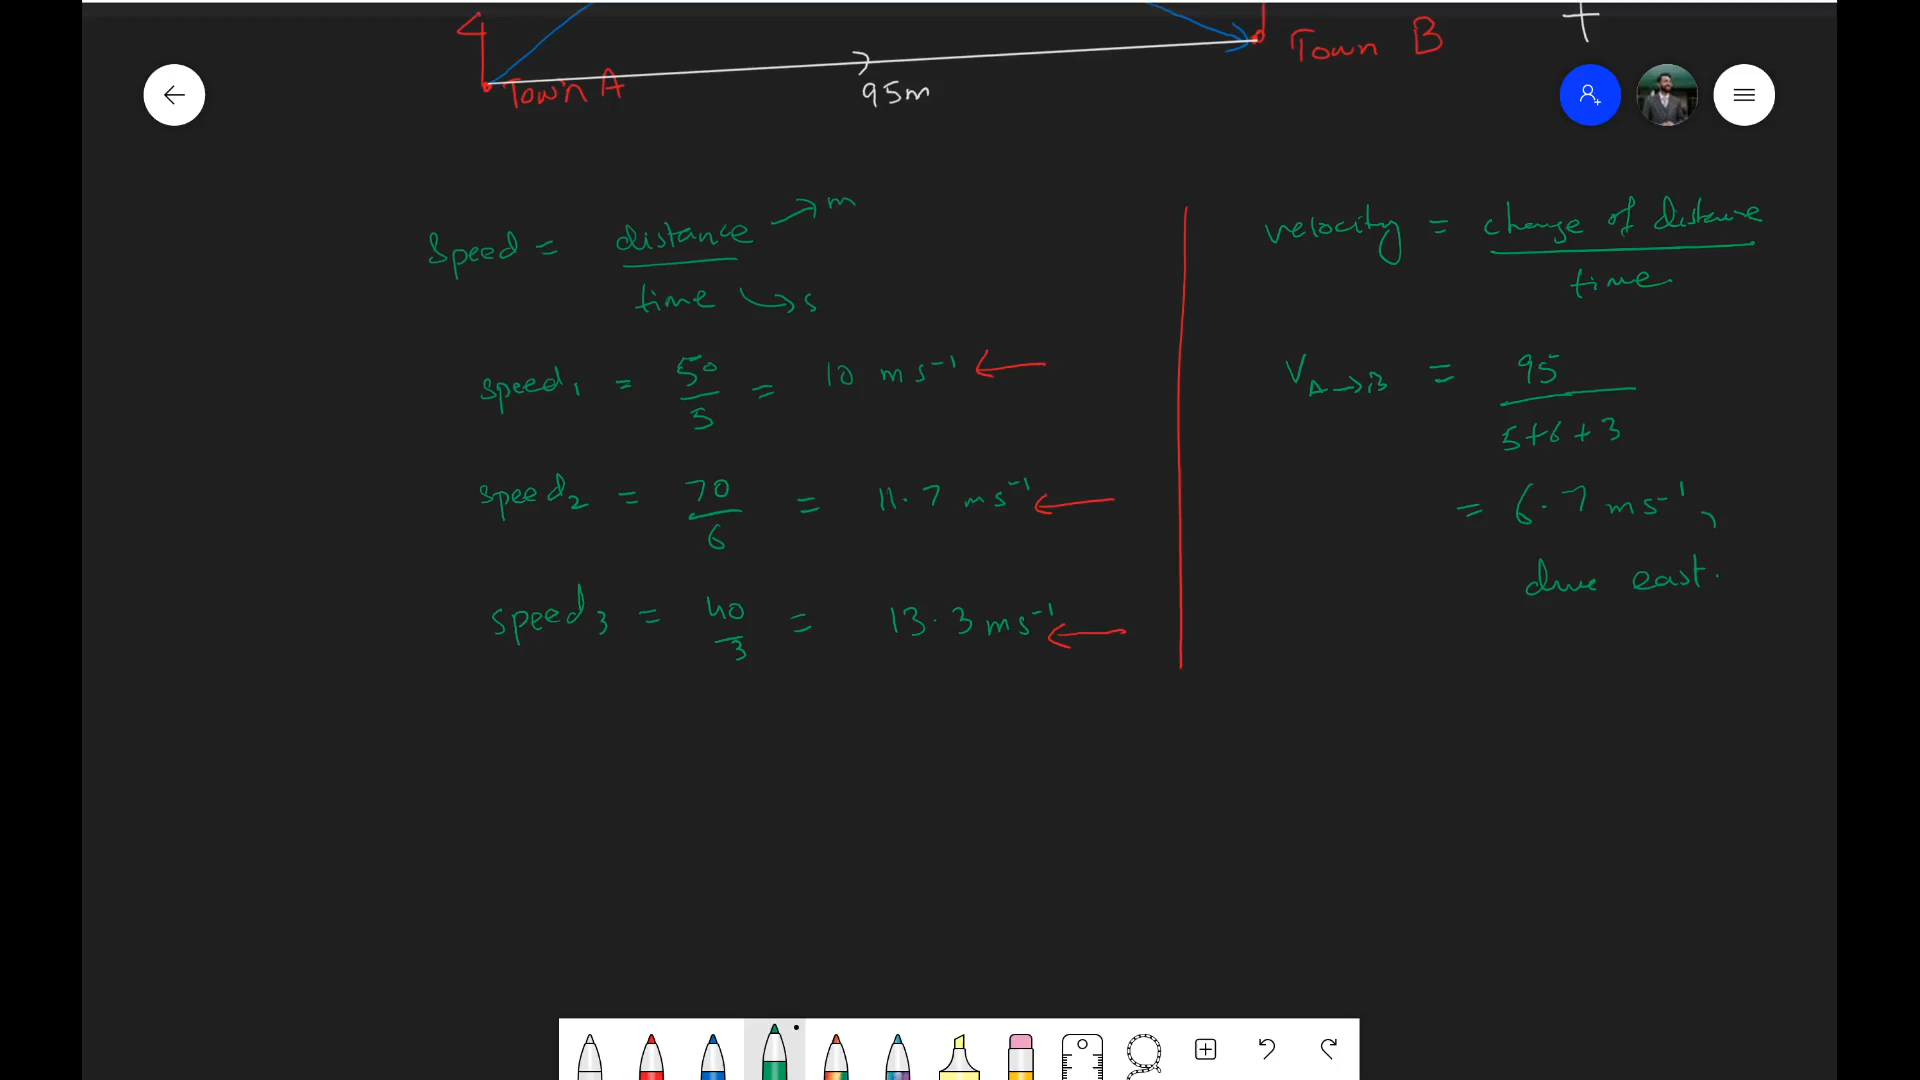 Town B
Town A
95m
Speed = distance → m
time → s
speed₁ = 50/5 = 10 ms⁻¹
speed₂ = 70/6 = 11.7 ms⁻¹
speed₃ = 40/3 = 13.3 ms⁻¹
velocity = change of distance
time
V A→B = 95
5+6+3
= 6.7 ms⁻¹,
due east.